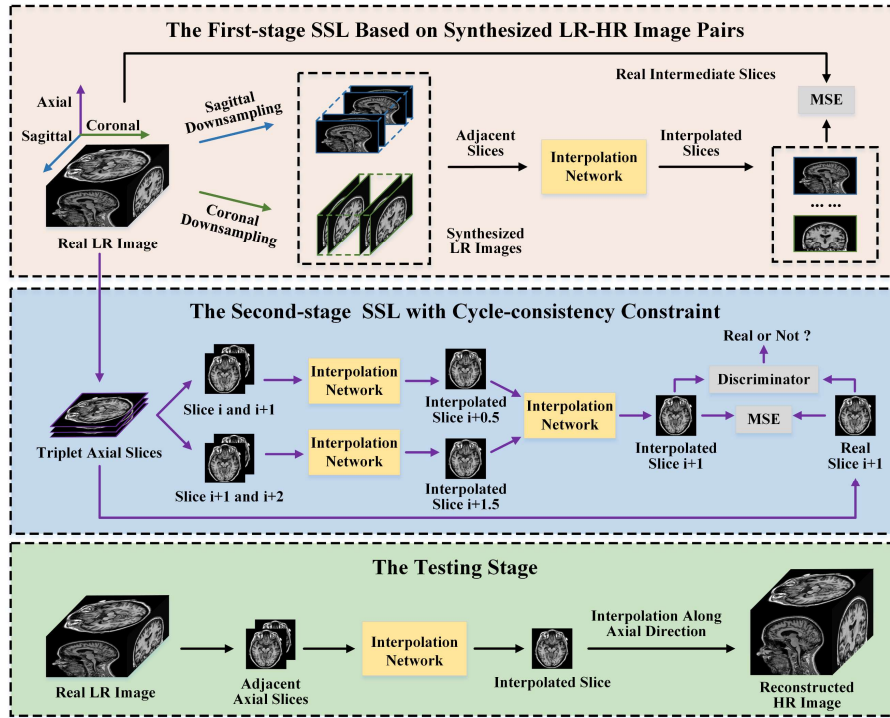 The First-stage SSL Based on Synthesized LR-HR Image Pairs
Real Intermediate Slices
MSE
Axial
Sagittal
Coronal
Real LR Image
Sagittal
Downsampling
Coronal
Downsampling
Adjacent
Slices
Synthesized
LR Images
Interpolation
Network
Interpolated
Slices
... ...
The Second-stage SSL with Cycle-consistency Constraint
Triplet Axial Slices
Slice i and i+1
Slice i+1 and i+2
Interpolation
Network
Interpolation
Network
Interpolated
Slice i+0.5
Interpolated
Slice i+1.5
Interpolation
Network
Interpolated
Slice i+1
Real or Not ?
Discriminator
MSE
Real
Slice i+1
The Testing Stage
Real LR Image
Adjacent
Axial Slices
Interpolation
Network
Interpolated Slice
Interpolation Along
Axial Direction
Reconstructed
HR Image